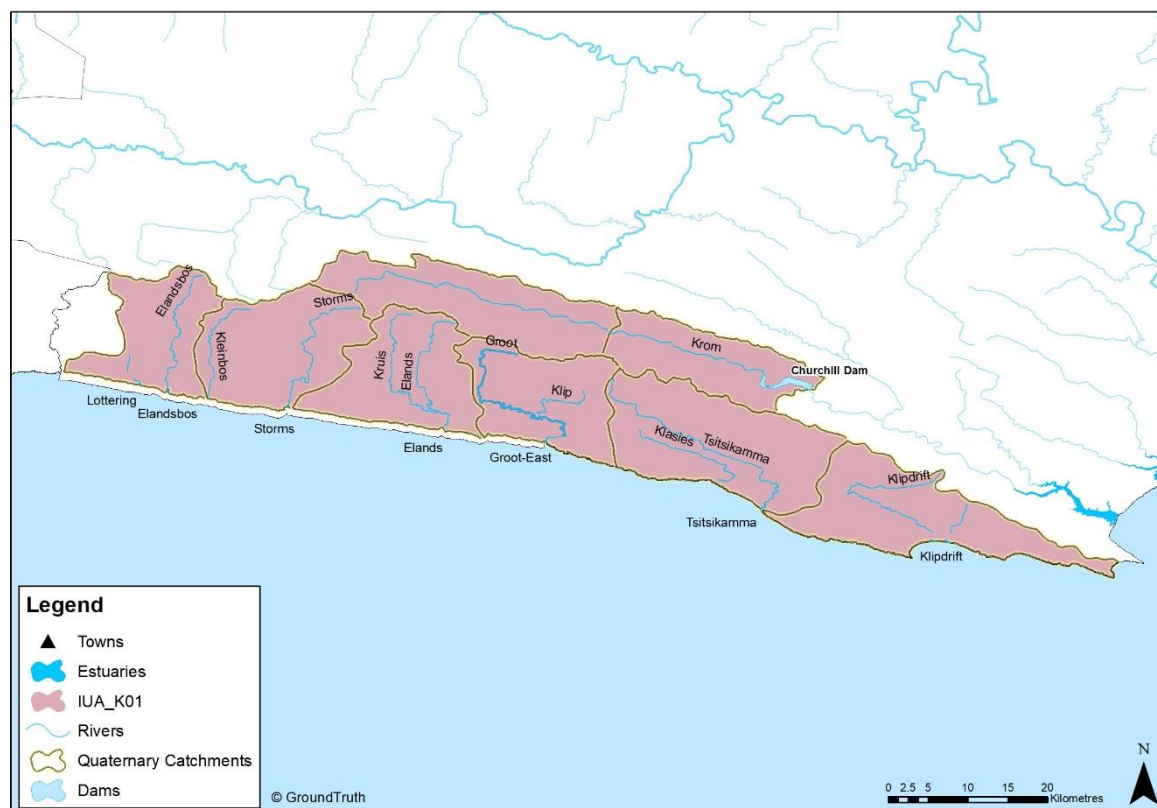 Elandsbos
Storms
Kleinbos
Kruis
Elands
Groot
Krom
Churchill Dam
Klip
Klasies
Tsitsikamma
Klipdrift
Lottering
Elandsbos
Storms
Elands
Groot-East
Tsitsikamma
Klipdrift
Legend
Towns
Estuaries
IUA_K01
Rivers
Quaternary Catchments
Dams
© GroundTruth
N
0 2.5 5 10 15 20
Kilometres